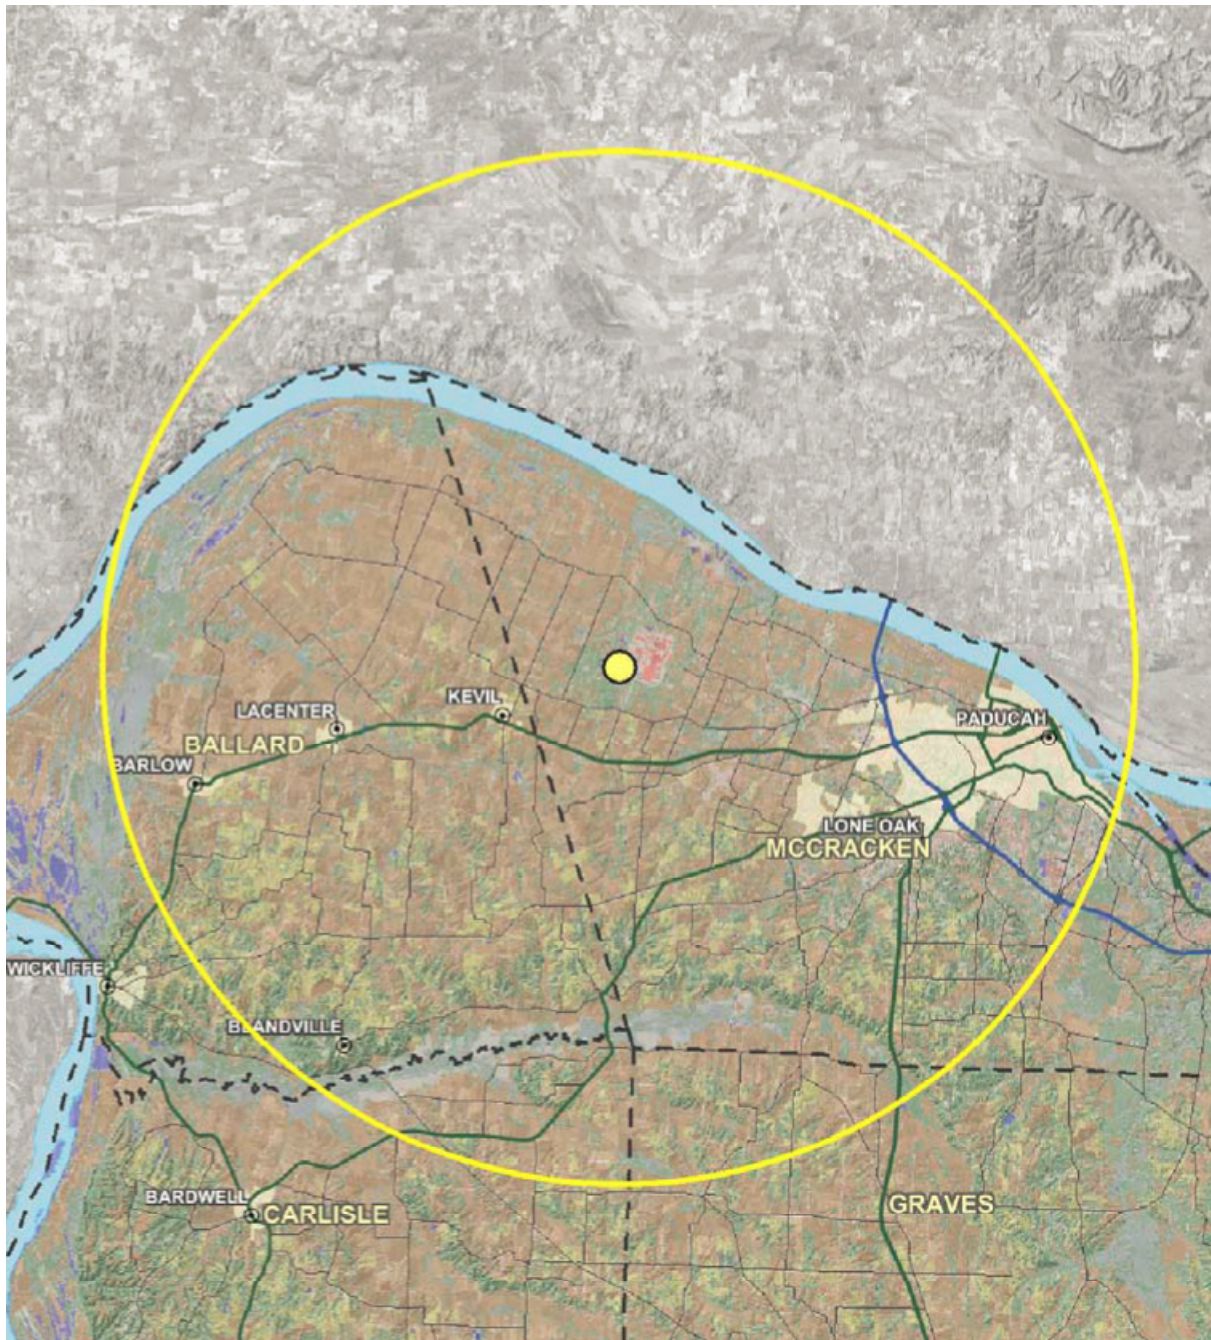 KEVIL
LACENTER
PADUCAH
BALLARD
BARLOW
LONE OAK
MCCRACKEN
WICKLIFFE
BLANDVILLE
BARDWELL
CARLISLE
GRAVES